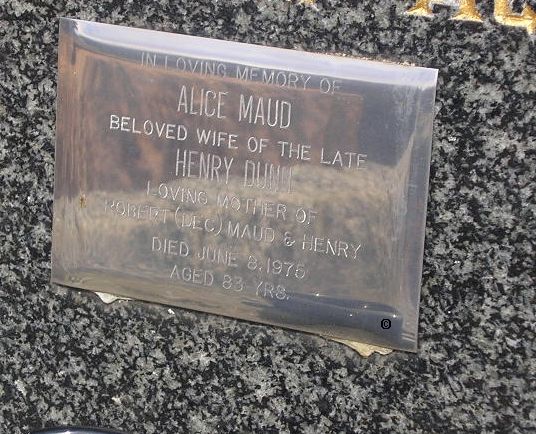 IN LOVING MEMORY OF
ALICE MAUD
BELOVED WIFE OF THE LATE
HENRY DUNN
LOVING MOTHER OF
ROBERT (DEC) MAUD & HENRY
DIED JUNE 8, 1975
AGED 83 YRS.